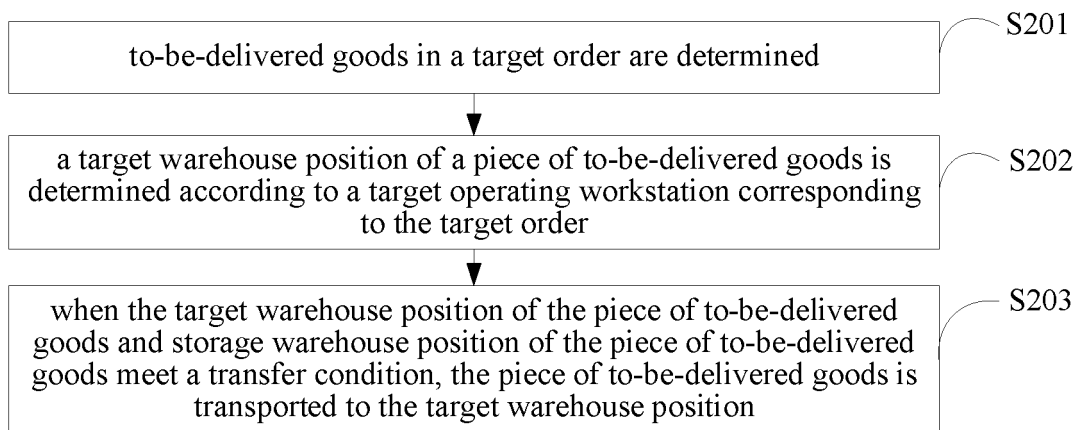 to-be-delivered goods in a target order are determined
S201
a target warehouse position of a piece of to-be-delivered goods is
determined according to a target operating workstation corresponding
to the target order
S202
when the target warehouse position of the piece of to-be-delivered
goods and storage warehouse position of the piece of to-be-delivered
goods meet a transfer condition, the piece of to-be-delivered goods is
transported to the target warehouse position
S203